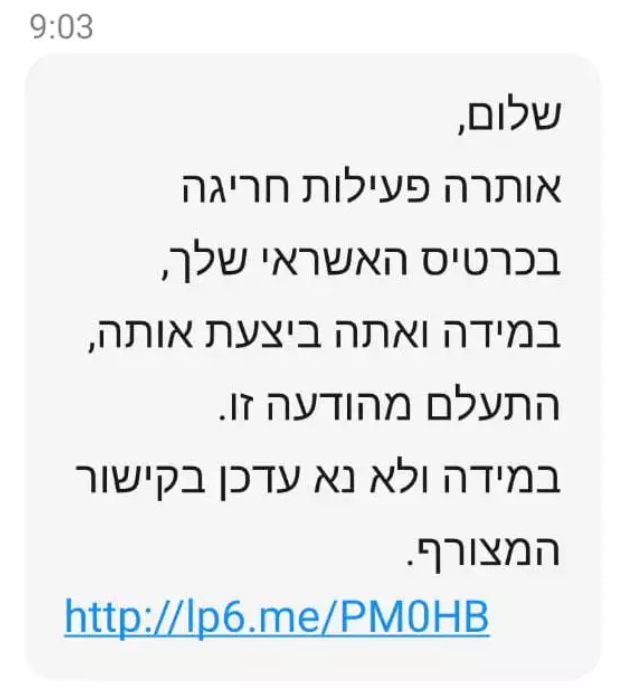 9:03
שלום,
אותרה פעילות חריגה
בכרטיס האשראי שלך,
במידה ואתה ביצעת אותה,
התעלם מהודעה זו.
במידה ולא נא עדכן בקישור
המצורף.
http://lp6.me/PM0HB